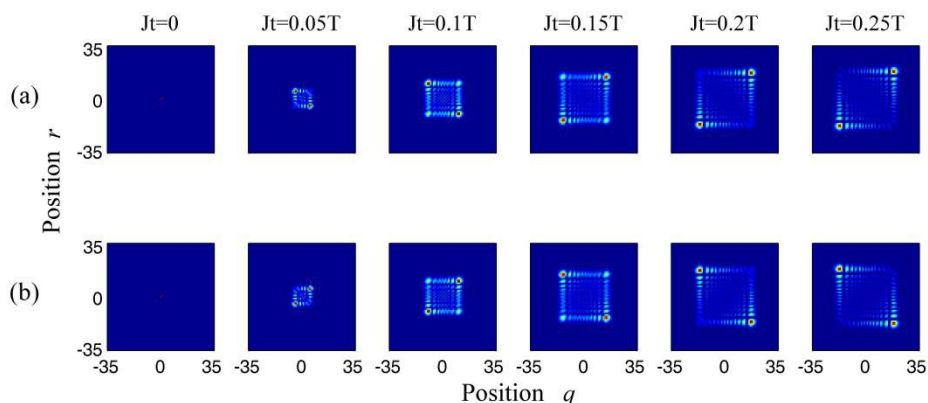 Jt=0 Jt=0.05T Jt=0.1T Jt=0.15T Jt=0.2T Jt=0.25T
35
(a) 0
-35
Position r
35
(b) 0
35
-35 0 35 -35 0 35 -35 0 35 -35 0 35 -35 0 35 -35 0 35
Position q